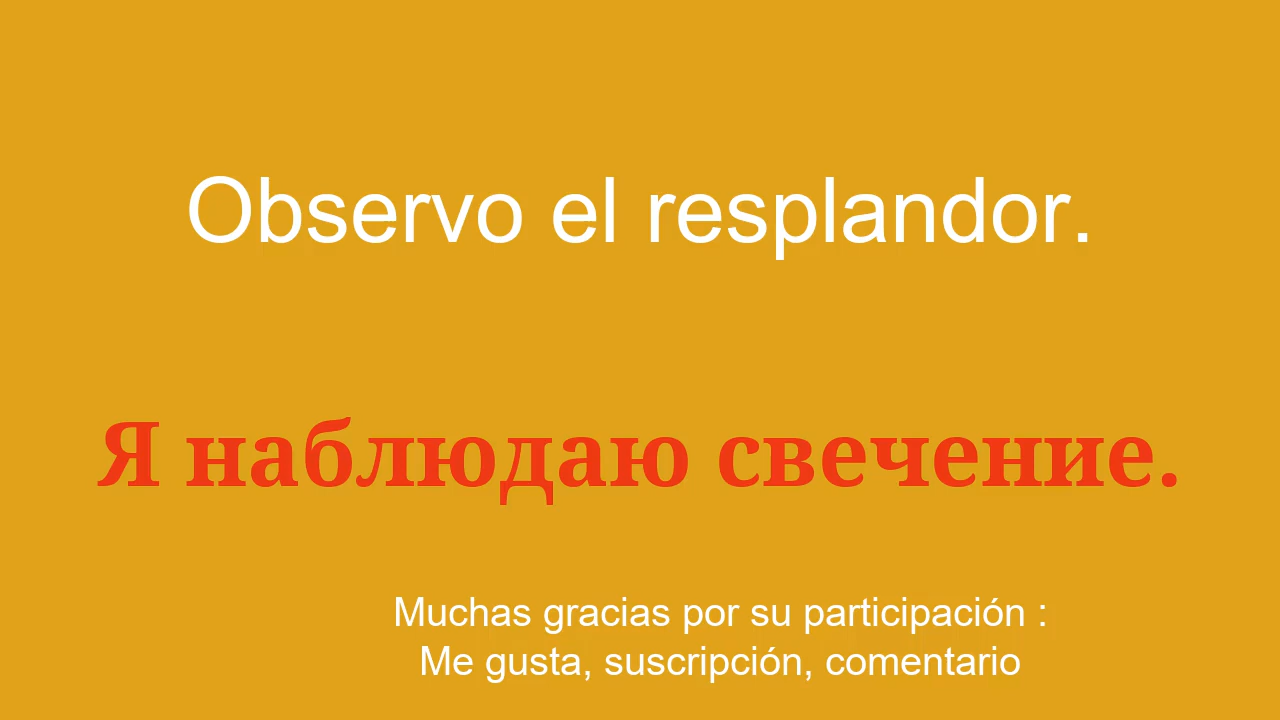 Observo el resplandor.
Я наблюдаю свечение.
Muchas gracias por su participación :
Me gusta, suscripción, comentario